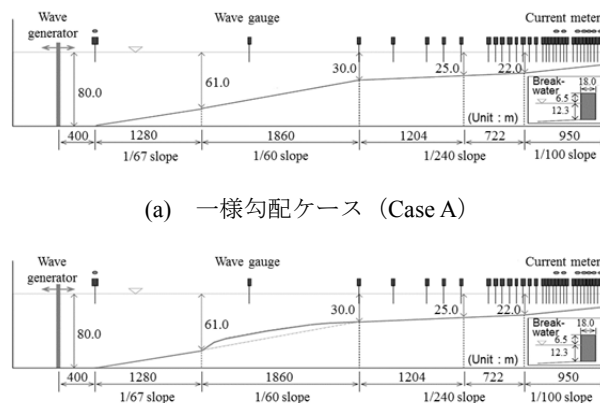 Wave generator
Wave gauge
Current meter
80.0
61.0
30.0
25.0
22.0
Break-water
18.0
6.5
12.3
(Unit : m)
400
1280
1860
1204
722
950
1/67 slope
1/60 slope
1/240 slope
1/100 slope
(a) 一様勾配ケース（Case A）
Wave generator
Wave gauge
Current meter
80.0
61.0
30.0
25.0
22.0
Break-water
18.0
6.5
12.3
(Unit : m)
400
1280
1860
1204
722
950
1/67 slope
1/60 slope
1/240 slope
1/100 slope